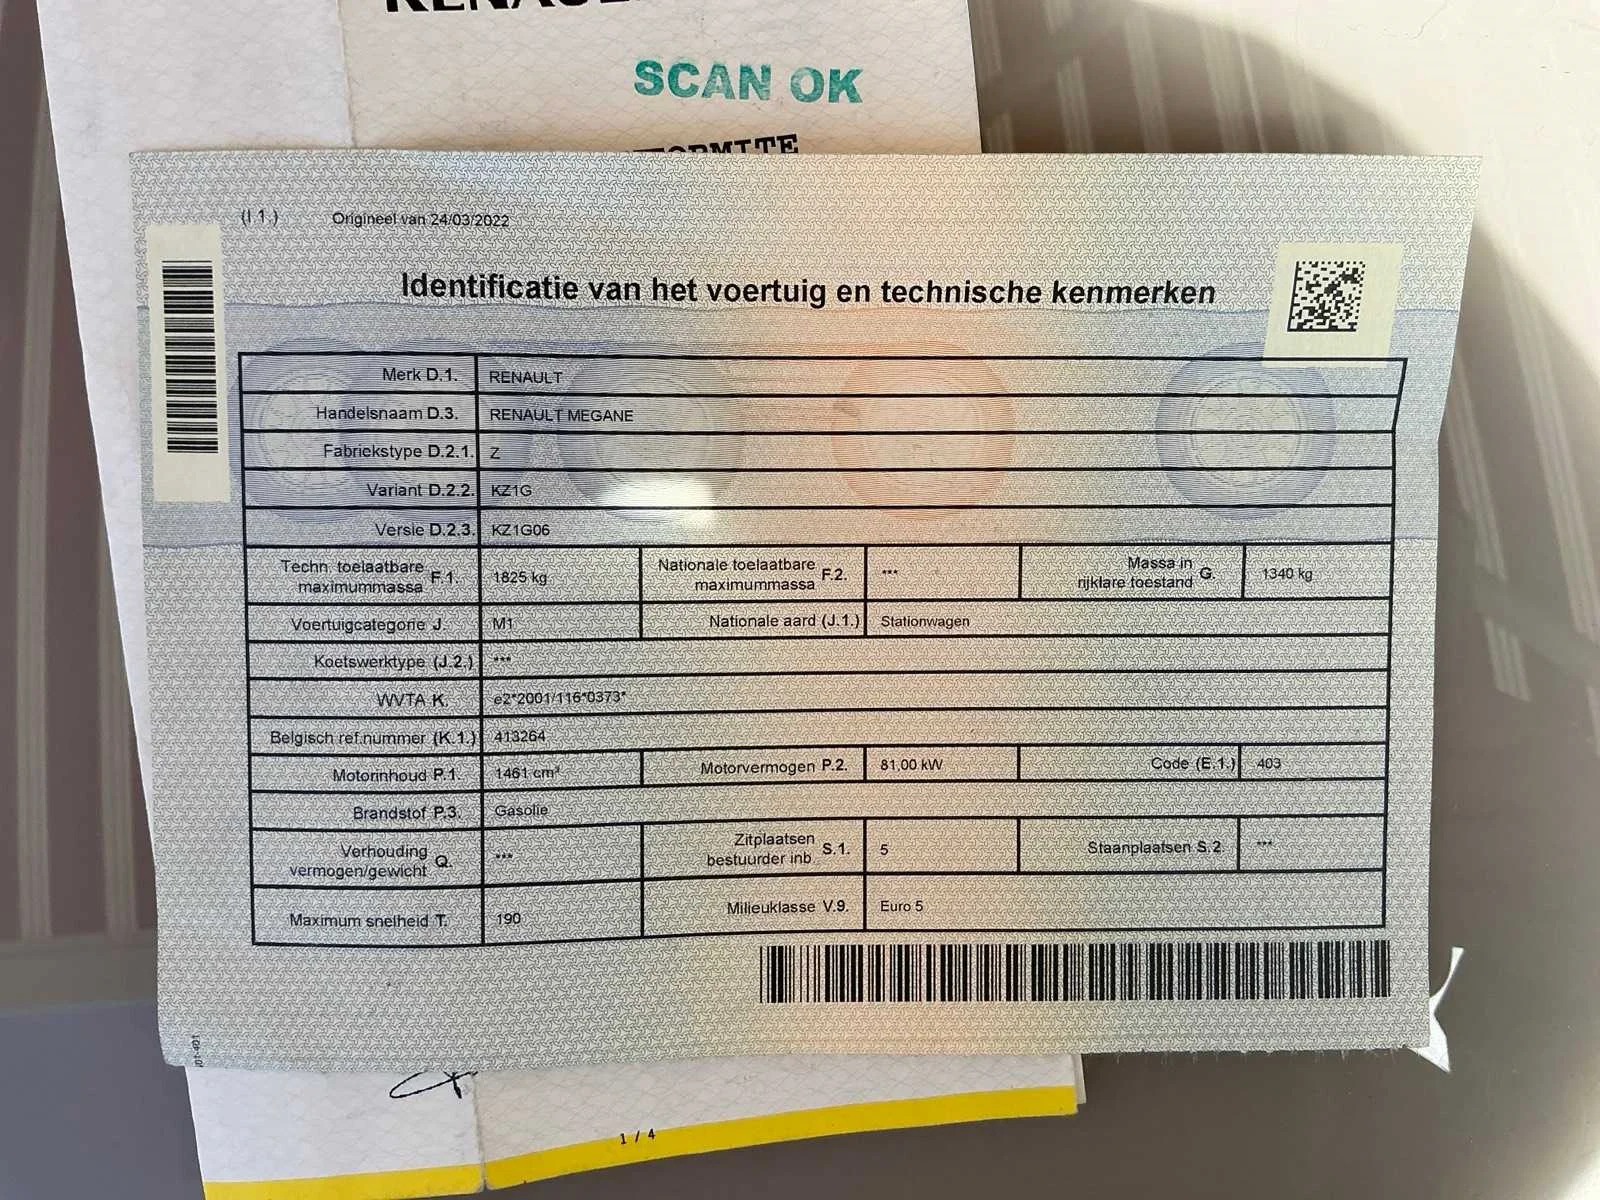 SCAN OK
(I.1.) Origineel van 24/03/2022
Identificatie van het voertuig en technische kenmerken
Merk D.1. RENAULT
Handelsnaam D.3. RENAULT MEGANE
Fabriekstype D.2.1. Z
Variant D.2.2. KZ1G
Versie D.2.3. KZ1G06
Techn. toelaatbare maximummassa F.1. 1825 kg Nationale toelaatbare maximummassa F.2. *** Massa in rijklare toestand G. 1340 kg
Voertuigcategorie J. M1 Nationale aard (J.1.) Stationwagen
Koetswerktype (J.2.) ***
WVTA K. e2*2001/116*0373*
Belgisch ref.nummer (K.1.) 413264
Motorinhoud P.1. 1461 cm³ Motorvermogen P.2. 81,00 kW Code (E.1.) 403
Brandstof P.3. Gasolie
Verhouding vermogen/gewicht Q. *** Zitplaatsen bestuurder inb. S.1. 5 Staanplaatsen S.2. ***
Maximum snelheid T. 190 Milieuklasse V.9. Euro 5
1 / 4